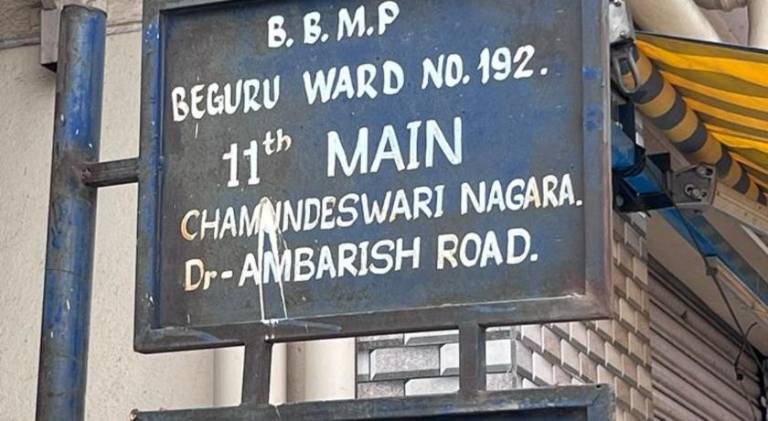 B. B. M. P
BEGURU WARD NO. 192.
11th MAIN
CHAMUNDESWARI NAGARA.
Dr-AMBARISH ROAD.